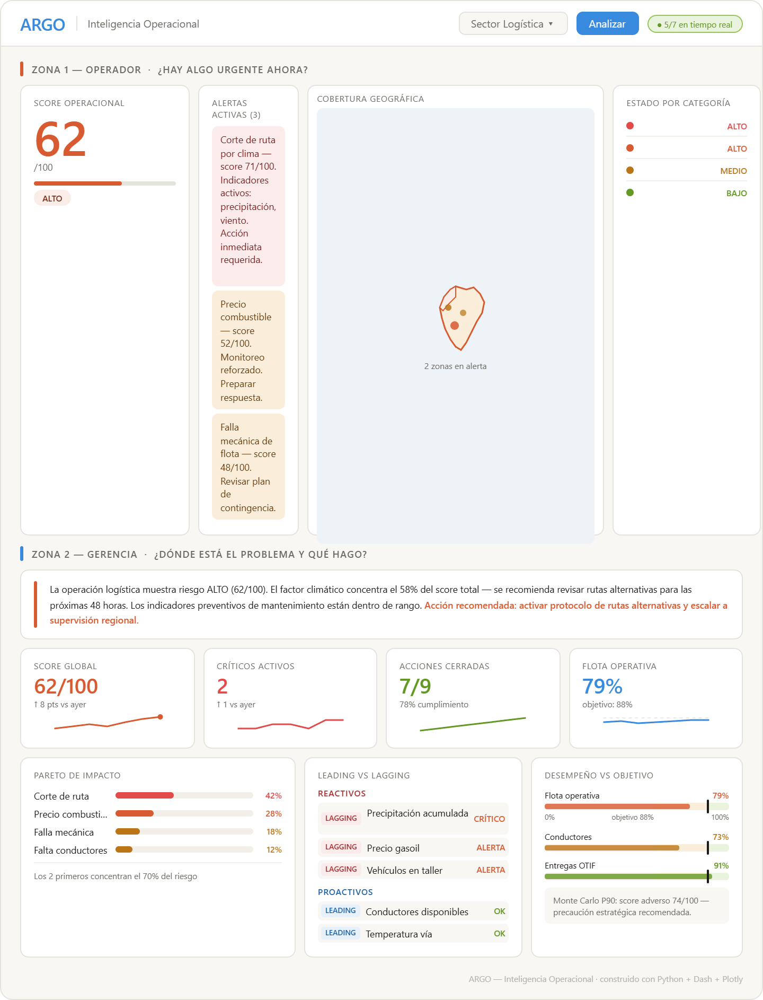 ARGO
Inteligencia Operacional
Sector Logística ▾
Analizar
● 5/7 en tiempo real
ZONA 1 — OPERADOR · ¿HAY ALGO URGENTE AHORA?
SCORE OPERACIONAL
62
/100
ALTO
ALERTAS
ACTIVAS (3)
Corte de ruta
por clima —
score 71/100.
Indicadores
activos:
precipitación,
viento.
Acción
inmediata
requerida.
Precio
combustible
— score
52/100.
Monitoreo
reforzado.
Preparar
respuesta.
Falla
mecánica de
flota — score
48/100.
Revisar plan
de
contingencia.
COBERTURA GEOGRÁFICA
2 zonas en alerta
ESTADO POR CATEGORÍA
ALTO
ALTO
MEDIO
BAJO
ZONA 2 — GERENCIA · ¿DÓNDE ESTÁ EL PROBLEMA Y QUÉ HAGO?
La operación logística muestra riesgo ALTO (62/100). El factor climático concentra el 58% del score total — se recomienda revisar rutas alternativas para las
próximas 48 horas. Los indicadores preventivos de mantenimiento están dentro de rango. Acción recomendada: activar protocolo de rutas alternativas y escalar a
supervisión regional.
SCORE GLOBAL
62/100
↑ 8 pts vs ayer
CRÍTICOS ACTIVOS
2
↑ 1 vs ayer
ACCIONES CERRADAS
7/9
78% cumplimiento
FLOTA OPERATIVA
79%
objetivo: 88%
PARETO DE IMPACTO
Corte de ruta 42%
Precio combusti... 28%
Falla mecánica 18%
Falta conductores 12%
Los 2 primeros concentran el 70% del riesgo
LEADING VS LAGGING
REACTIVOS
LAGGING Precipitación acumulada CRÍTICO
LAGGING Precio gasoil ALERTA
LAGGING Vehículos en taller ALERTA
PROACTIVOS
LEADING Conductores disponibles OK
LEADING Temperatura vía OK
DESEMPEÑO VS OBJETIVO
Flota operativa 79%
0% objetivo 88% 100%
Conductores 73%
Entregas OTIF 91%
Monte Carlo P90: score adverso 74/100 —
precaución estratégica recomendada.
ARGO — Inteligencia Operacional · construido con Python + Dash + Plotly